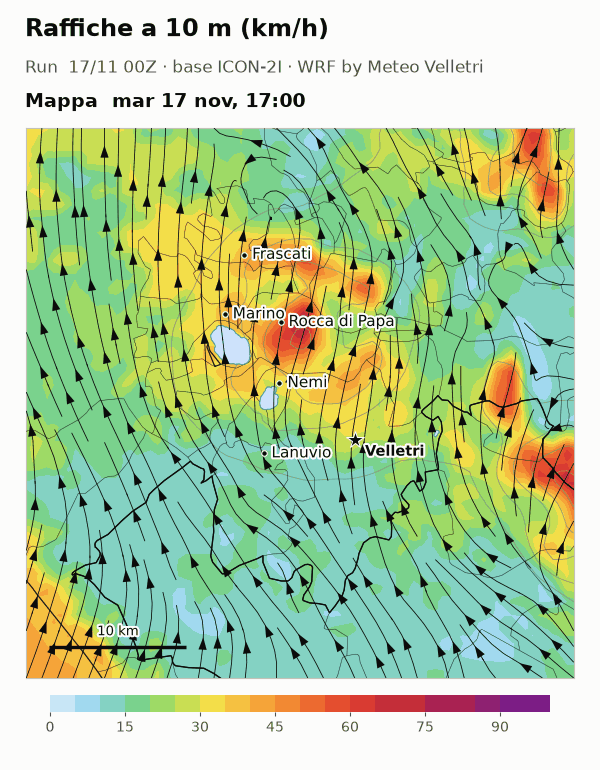 Raffiche a 10 m (km/h)
Run  17/11 00Z · base ICON-2I · WRF by Meteo Velletri
Mappa  mar 17 nov, 17:00
Frascati
Marino
Rocca di Papa
Nemi
Velletri
Lanuvio
10 km
0 15 30 45 60 75 90